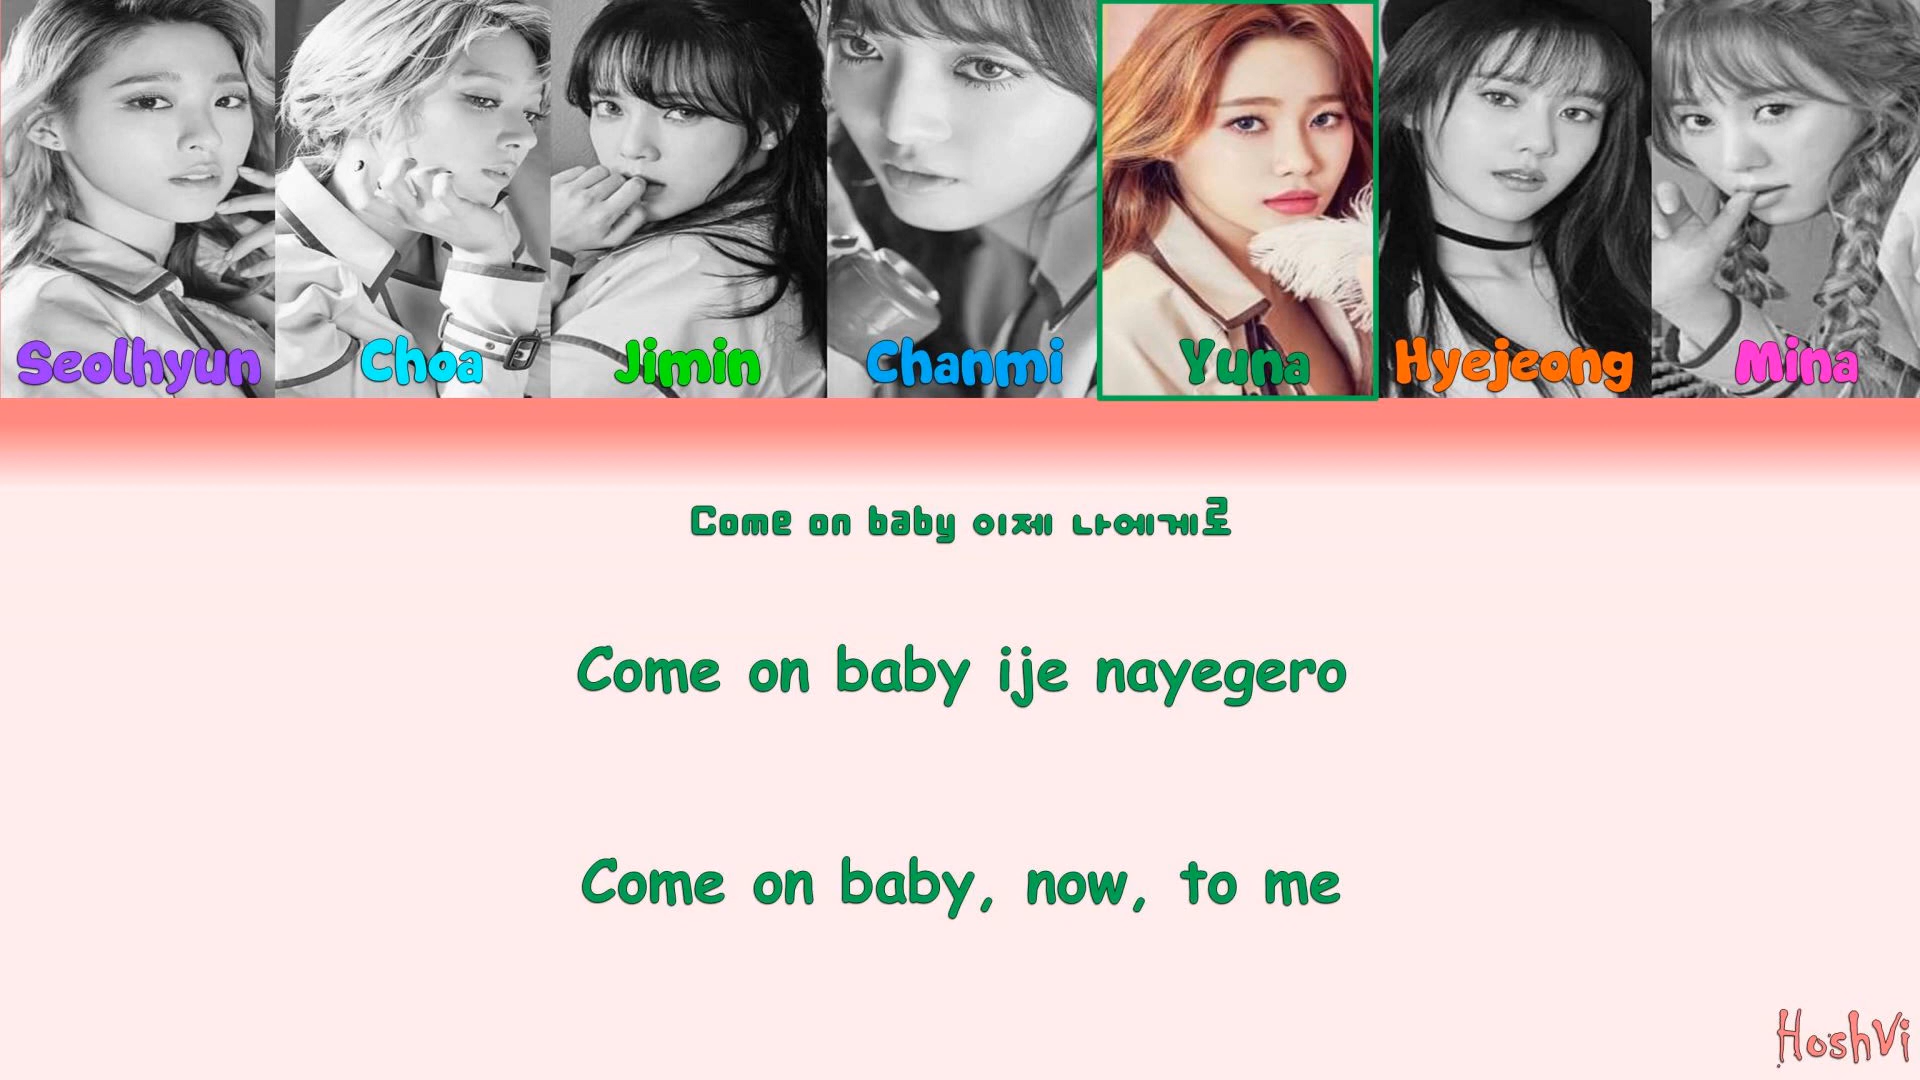 Seolhyun Choa Jimin Chanmi Yuna Hyejeong Mina
Come on baby 이제 나에게로
Come on baby ije nayegero
Come on baby, now, to me
HoshVi